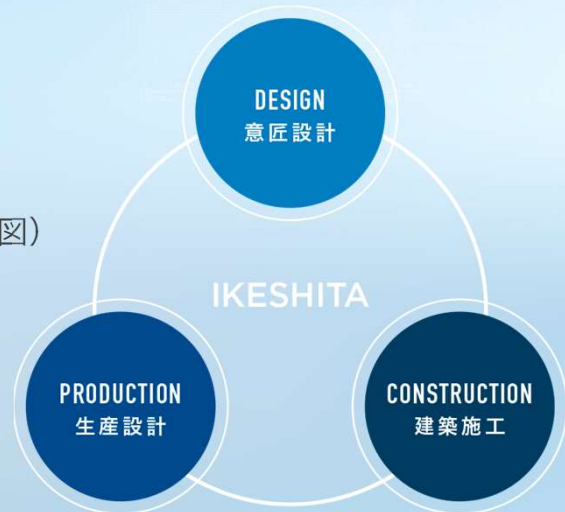 DESIGN
意匠設計
図）
IKESHITA
PRODUCTION
生産設計
CONSTRUCTION
建築施工